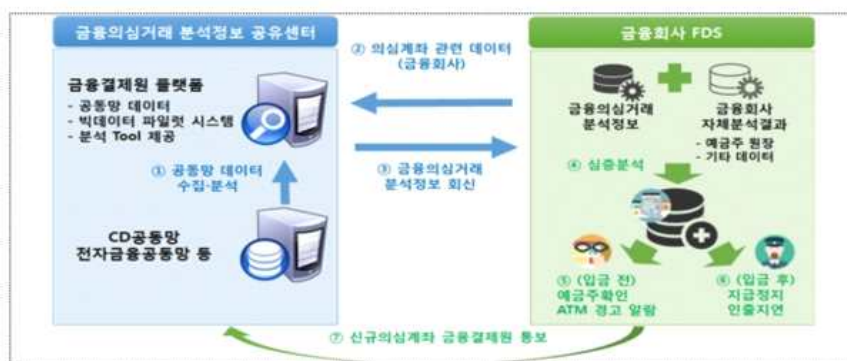 금융의심거래 분석정보 공유센터
금융결제원 플랫폼
- 공동망 데이터
- 빅데이터 파일럿 시스템
- 분석 Tool 제공
① 공동망 데이터
수집·분석
CD공동망
전자금융공동망 등
② 의심계좌 관련 데이터
(금융회사)
③ 금융의심거래
분석정보 회신
금융회사 FDS
금융의심거래
분석정보
금융회사
자체분석결과
- 예금주 원장
- 기타 데이터
④ 심층분석
⑤ (입금 전)
예금주확인
ATM 경고 알람
⑥ (입금 후)
지급정지
인출지연
⑦ 신규의심계좌 금융결제원 통보